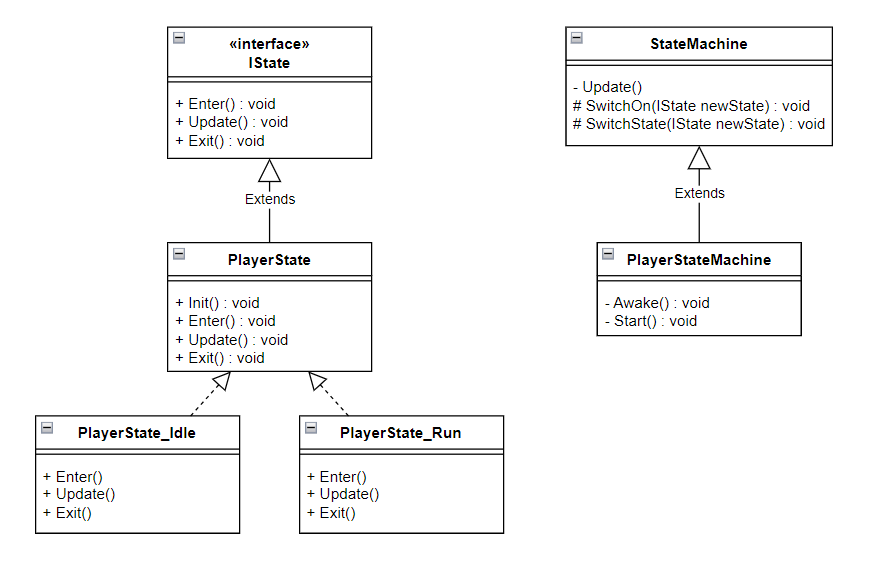 «interface»
IState
+ Enter() : void
+ Update() : void
+ Exit() : void
Extends
PlayerState
+ Init() : void
+ Enter() : void
+ Update() : void
+ Exit() : void
PlayerState_Idle
+ Enter()
+ Update()
+ Exit()
PlayerState_Run
+ Enter()
+ Update()
+ Exit()
StateMachine
- Update()
# SwitchOn(IState newState) : void
# SwitchState(IState newState) : void
Extends
PlayerStateMachine
- Awake() : void
- Start() : void